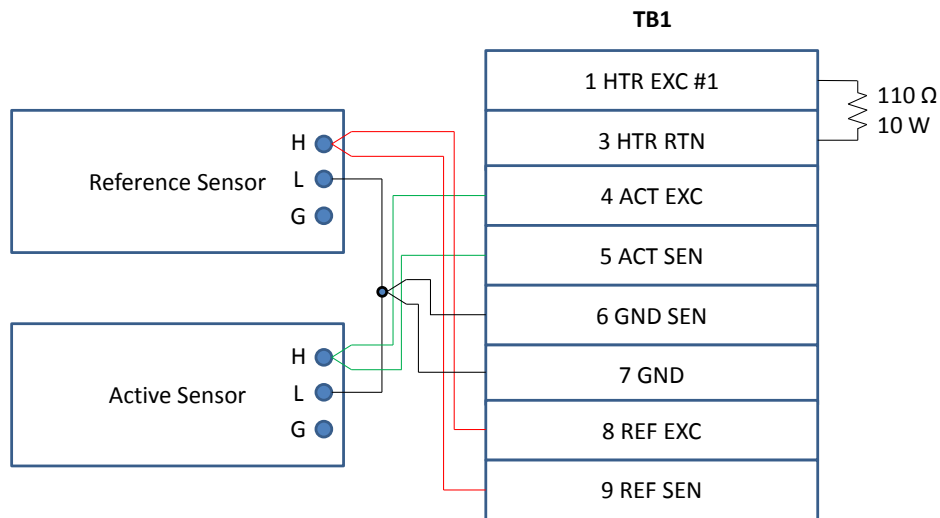 TB1
1 HTR EXC #1
3 HTR RTN
110 Ω
10 W
Reference Sensor
H
L
G
4 ACT EXC
5 ACT SEN
6 GND SEN
7 GND
8 REF EXC
9 REF SEN
Active Sensor
H
L
G